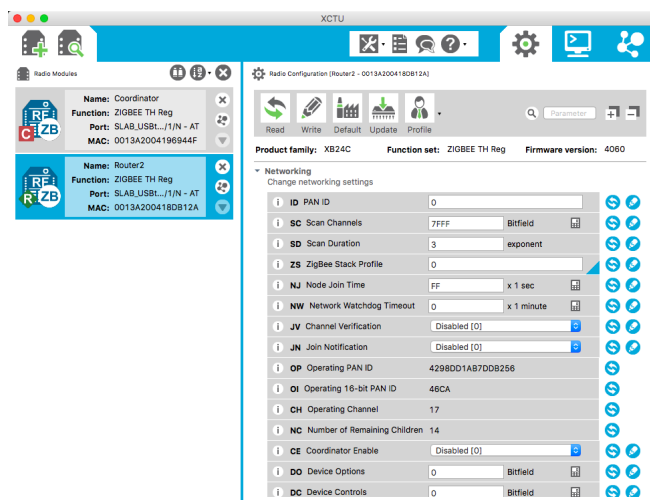 XCTU
Radio Modules
Radio Configuration [Router2 - 0013A200418DB12A]
Name: Coordinator
Function: ZIGBEE TH Reg
Port: SLAB_USBt.../1/N - AT
MAC: 0013A2004196944F
RF
C ZB
Name: Router2
Function: ZIGBEE TH Reg
Port: SLAB_USBt.../1/N - AT
MAC: 0013A200418DB12A
RF
R ZB
Read Write Default Update Profile
Parameter
Product family: XB24C Function set: ZIGBEE TH Reg Firmware version: 4060
Networking
Change networking settings
i ID PAN ID 0
i SC Scan Channels 7FFF Bitfield
i SD Scan Duration 3 exponent
i ZS ZigBee Stack Profile 0
i NJ Node Join Time FF x 1 sec
i NW Network Watchdog Timeout 0 x 1 minute
i JV Channel Verification Disabled [0]
i JN Join Notification Disabled [0]
i OP Operating PAN ID 4298DD1AB7DDB256
i OI Operating 16-bit PAN ID 46CA
i CH Operating Channel 17
i NC Number of Remaining Children 14
i CE Coordinator Enable Disabled [0]
i DO Device Options 0 Bitfield
i DC Device Controls 0 Bitfield